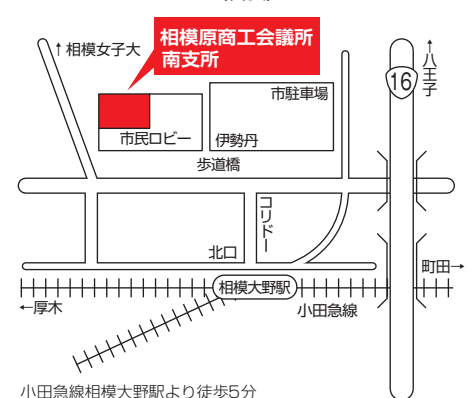 相模原商工会議所
南支所
↑相模女子大
↑八王子
16
市駐車場
市民ロビー
伊勢丹
歩道橋
コリドー
北口
町田→
相模大野駅
←厚木
小田急線
小田急線相模大野駅より徒歩5分